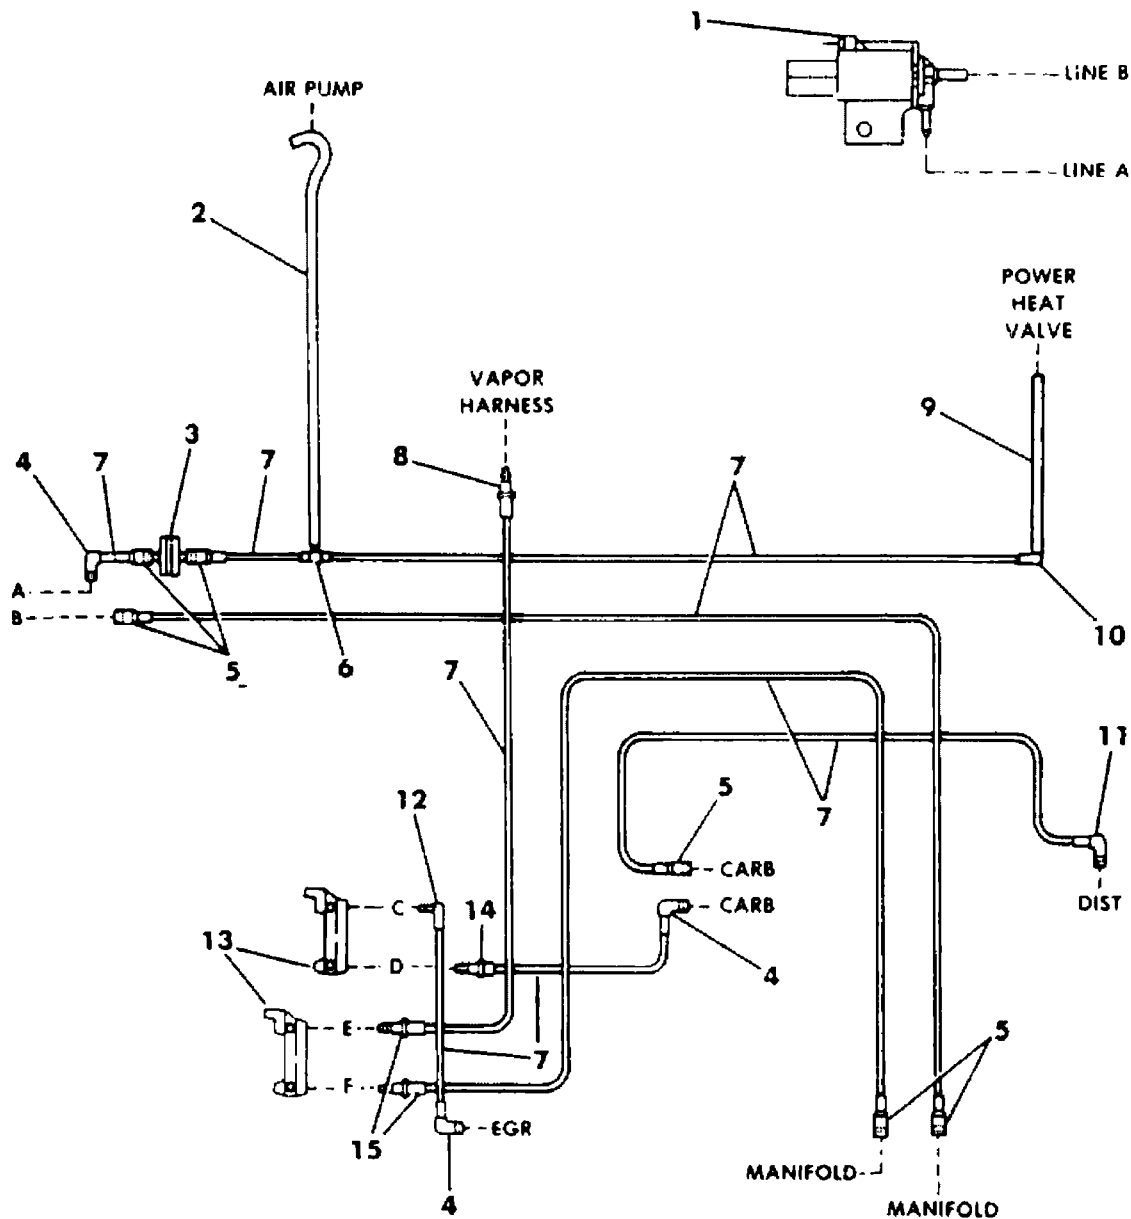 1
LINE B
AIR PUMP
LINE A
2
POWER
HEAT
VALVE
VAPOR
HARNESS
9
3
4
7
7
8
7
A
B
10
5
6
7
7
11
12
5
7
CARB
C
14
CARB
DIST
13
D
4
E
7
5
F
15
EGR
MANIFOLD
4
MANIFOLD